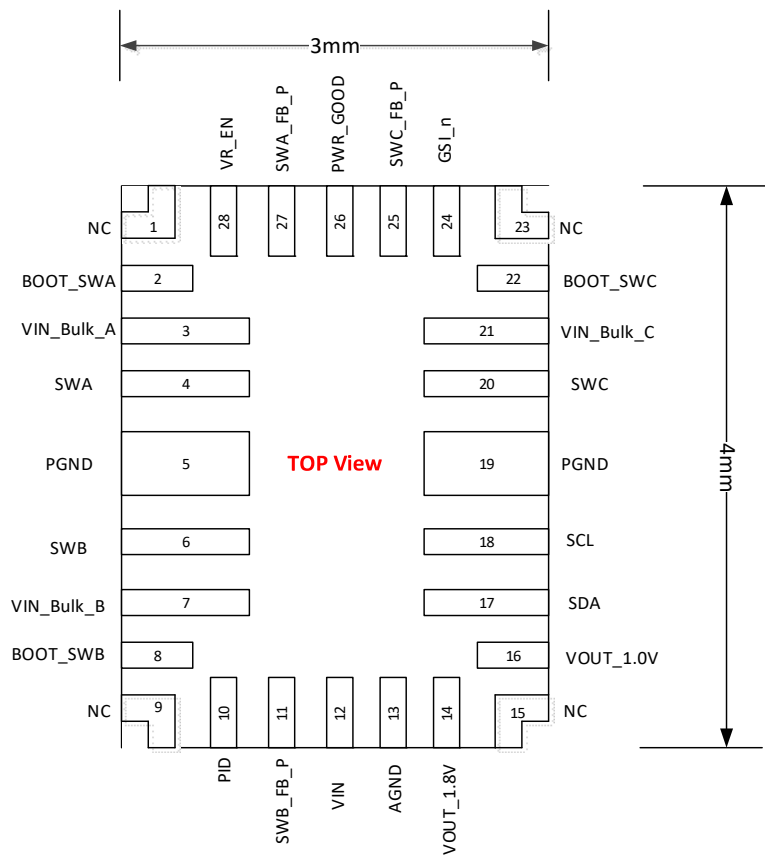 3mm
VR_EN
SWA_FB_P
PWR_GOOD
SWC_FB_P
GSI_n
NC 1 28 27 26 25 24 23 NC
BOOT_SWA 2 22 BOOT_SWC
VIN_Bulk_A 3 21 VIN_Bulk_C
SWA 4 20 SWC
PGND 5 TOP View 19 PGND
4mm
SWB 6 18 SCL
VIN_Bulk_B 7 17 SDA
BOOT_SWB 8 16 VOUT_1.0V
NC 9 10 11 12 13 14 15 NC
PID
SWB_FB_P
VIN
AGND
VOUT_1.8V